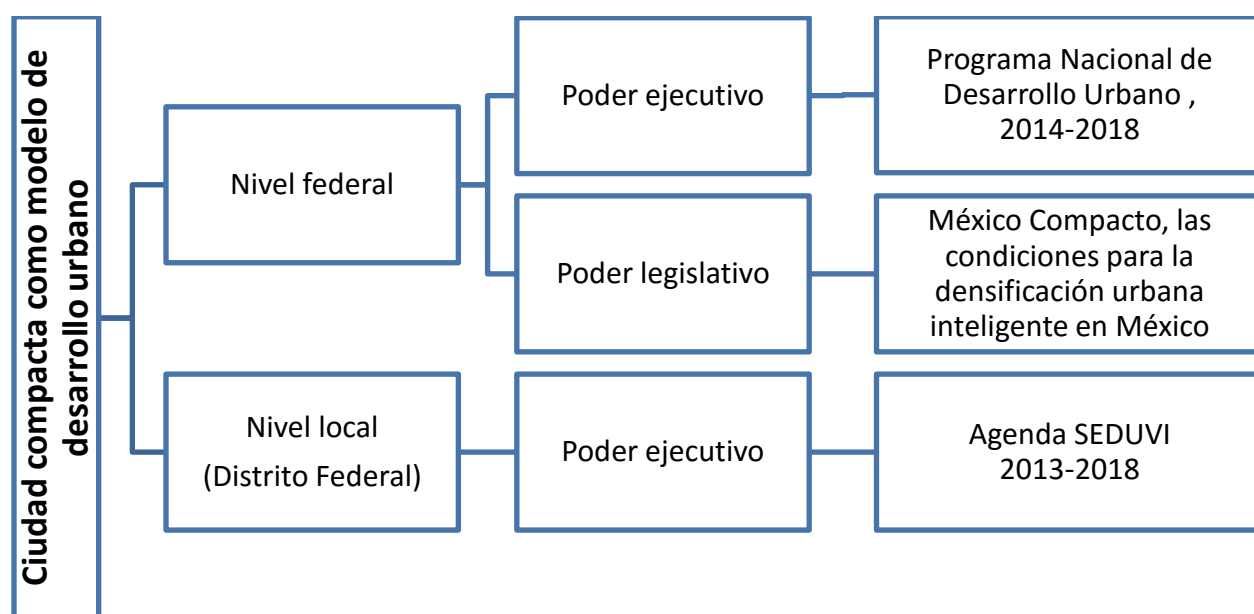 Ciudad compacta como modelo de
desarrollo urbano
Nivel federal
Poder ejecutivo
Programa Nacional de
Desarrollo Urbano ,
2014-2018
Poder legislativo
México Compacto, las
condiciones para la
densificación urbana
inteligente en México
Nivel local
(Distrito Federal)
Poder ejecutivo
Agenda SEDUVI
2013-2018